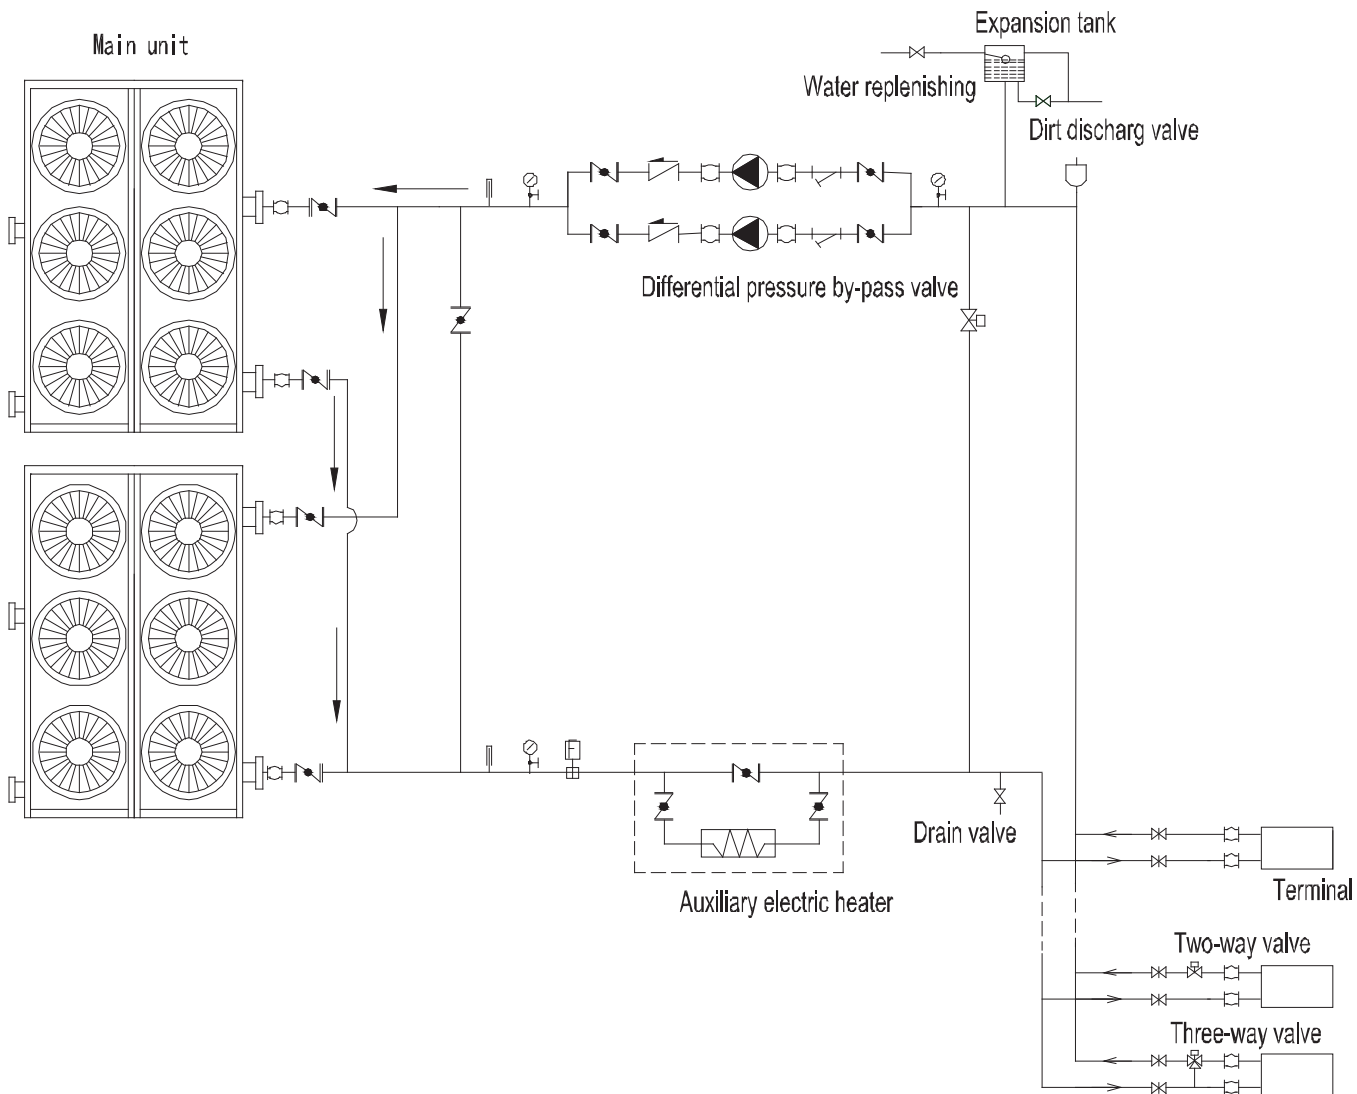 Expansion tank
Main unit
Water replenishing
Dirt discharg valve
Differential pressure by-pass valve
Drain valve
Auxiliary electric heater
Terminal
Two-way valve
Three-way valve